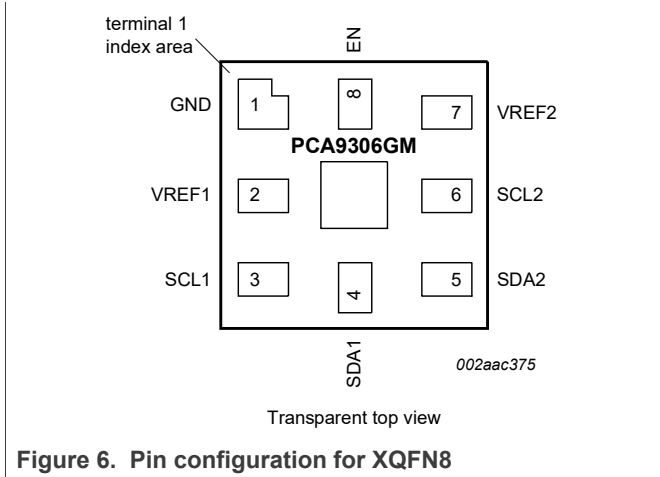 terminal 1
index area
EN
GND 1 8 7 VREF2
PCA9306GM
VREF1 2 6 SCL2
SCL1 3 4 5 SDA2
SDA1
002aac375
Transparent top view
Figure 6. Pin configuration for XQFN8